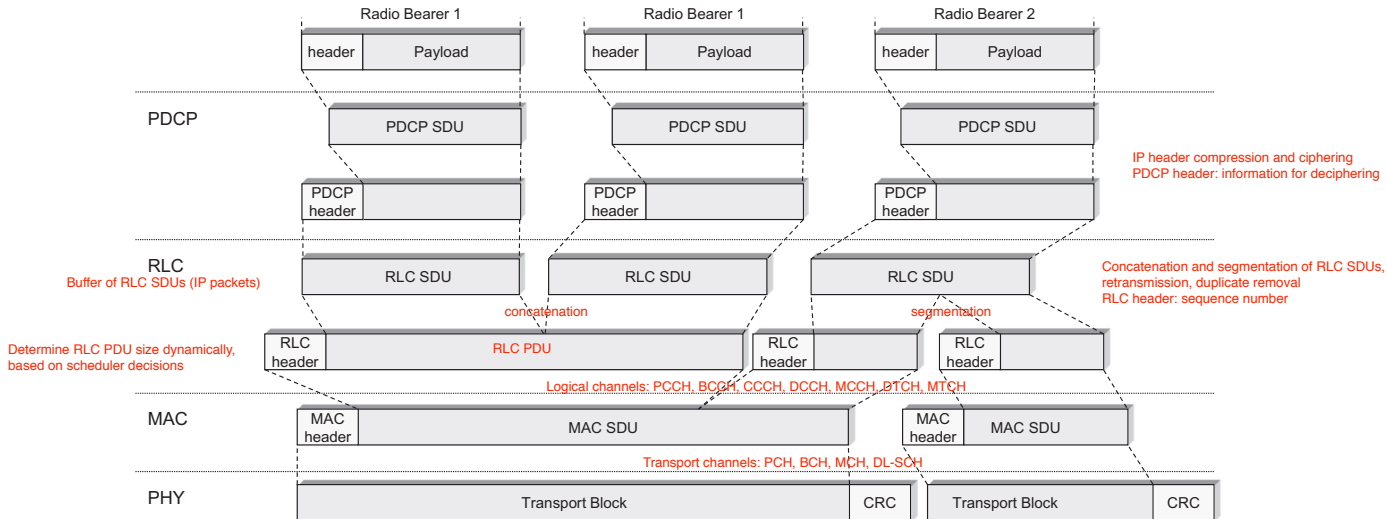 Radio Bearer 1
Radio Bearer 1
Radio Bearer 2
header
Payload
header
Payload
header
Payload
PDCP
PDCP SDU
PDCP SDU
PDCP SDU
IP header compression and ciphering
PDCP header: information for deciphering
PDCP
header
PDCP
header
PDCP
header
RLC
Buffer of RLC SDUs (IP packets)
RLC SDU
RLC SDU
RLC SDU
Concatenation and segmentation of RLC SDUs,
retransmission, duplicate removal
RLC header: sequence number
concatenation
segmentation
Determine RLC PDU size dynamically,
based on scheduler decisions
RLC
header
RLC PDU
RLC
header
RLC
header
Logical channels: PCCH, BCCH, CCCH, DCCH, MCCH, DTCH, MTCH
MAC
MAC
header
MAC SDU
MAC
header
MAC SDU
Transport channels: PCH, BCH, MCH, DL-SCH
PHY
Transport Block
CRC
Transport Block
CRC